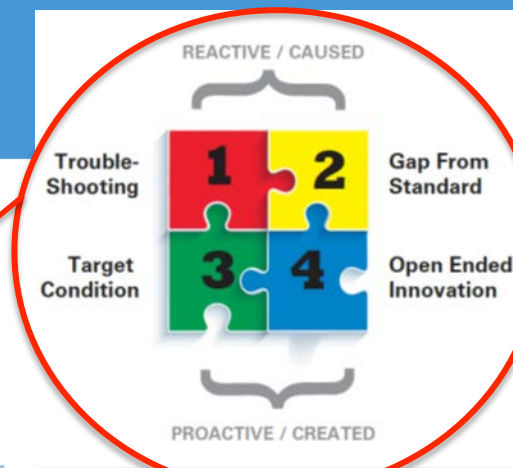 REACTIVE / CAUSED
Trouble-
Shooting
1
2
Gap From
Standard
Target
Condition
3
4
Open Ended
Innovation
PROACTIVE / CREATED